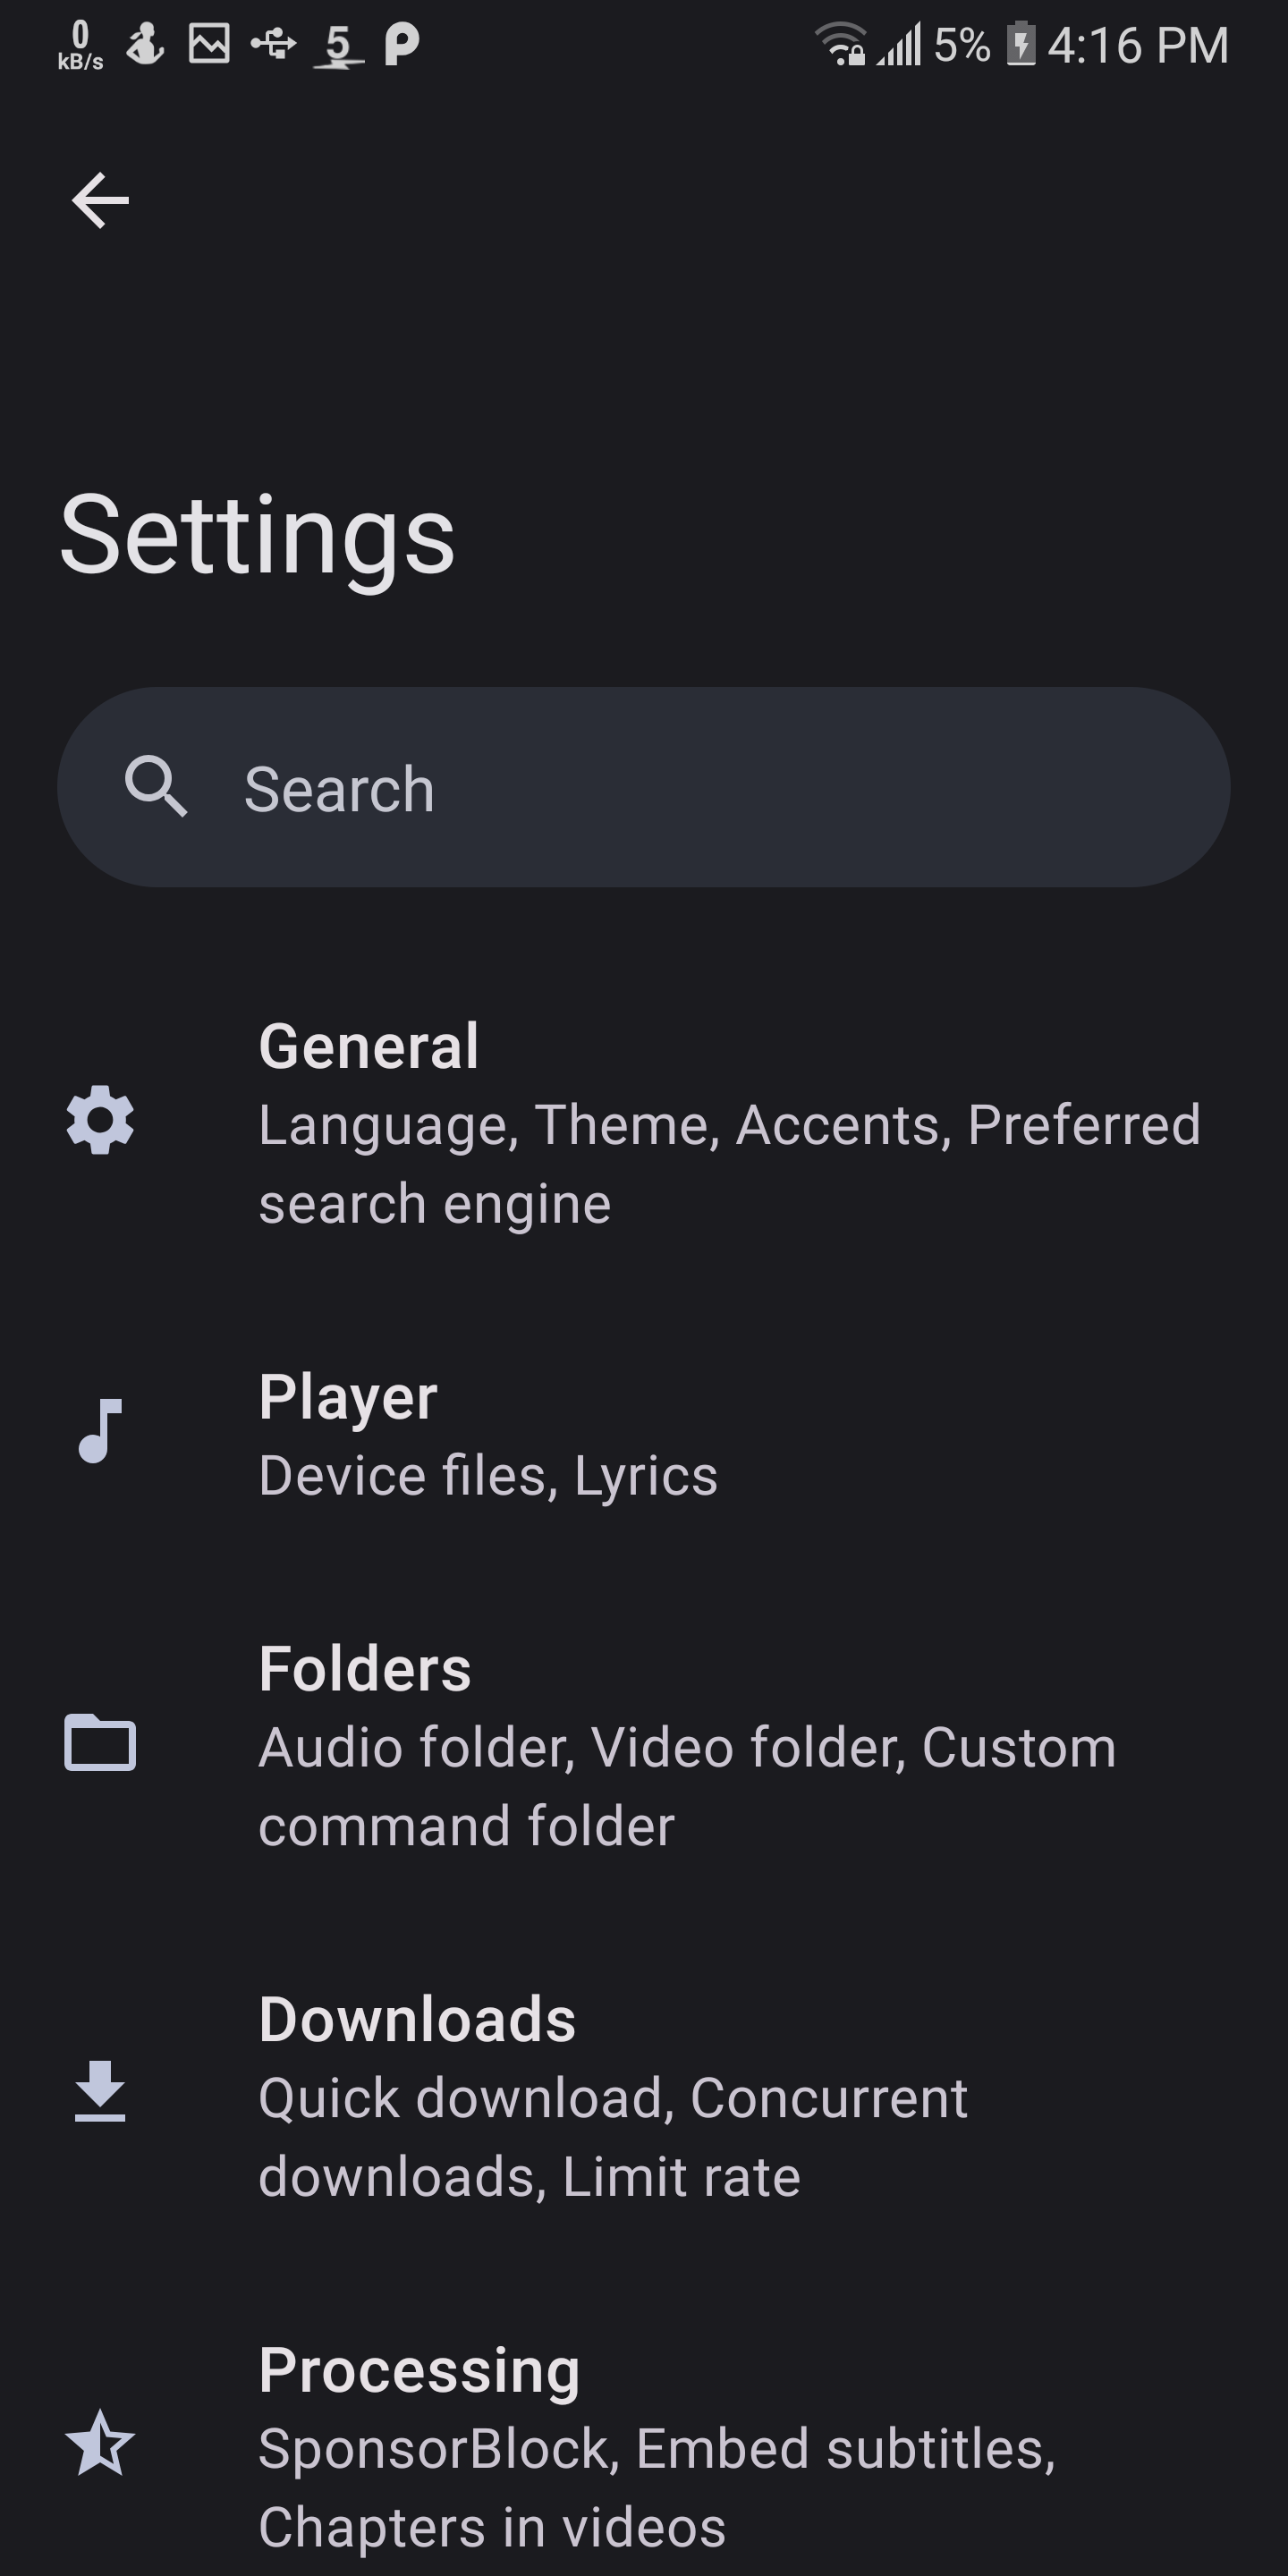 0
kB/s
5
5%
4:16 PM
Settings
Search
General
Language, Theme, Accents, Preferred
search engine
Player
Device files, Lyrics
Folders
Audio folder, Video folder, Custom
command folder
Downloads
Quick download, Concurrent
downloads, Limit rate
Processing
SponsorBlock, Embed subtitles,
Chapters in videos